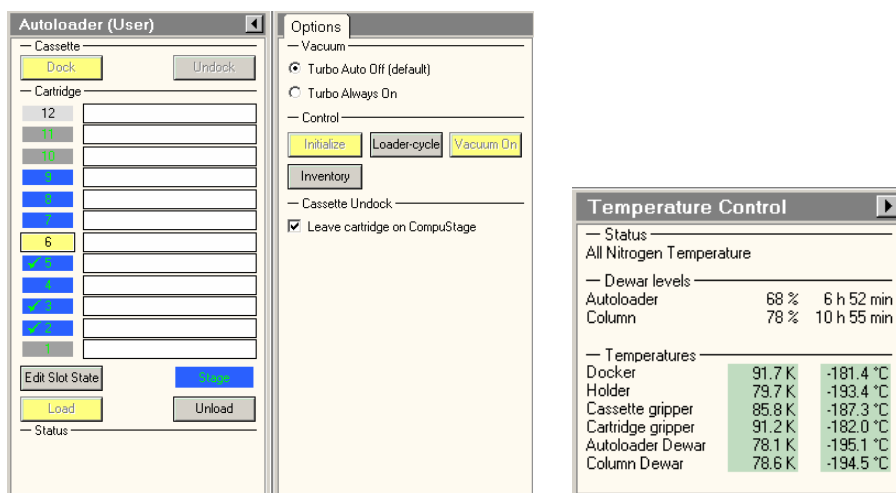 Autoloader (User)
Cassette
Dock
Undock
Cartridge
12
11
10
9
8
7
6
5
4
3
2
1
Edit Slot State
Stage
Load
Unload
Status
Options
Vacuum
Turbo Auto Off (default)
Turbo Always On
Control
Initialize
Loader-cycle
Vacuum On
Inventory
Cassette Undock
Leave cartridge on CompuStage
Temperature Control
Status
All Nitrogen Temperature
Dewar levels
Autoloader 68 % 6 h 52 min
Column 78 % 10 h 55 min
Temperatures
Docker 91.7 K -181.4 °C
Holder 79.7 K -193.4 °C
Cassette gripper 85.8 K -187.3 °C
Cartridge gripper 91.2 K -182.0 °C
Autoloader Dewar 78.1 K -195.1 °C
Column Dewar 78.6 K -194.5 °C